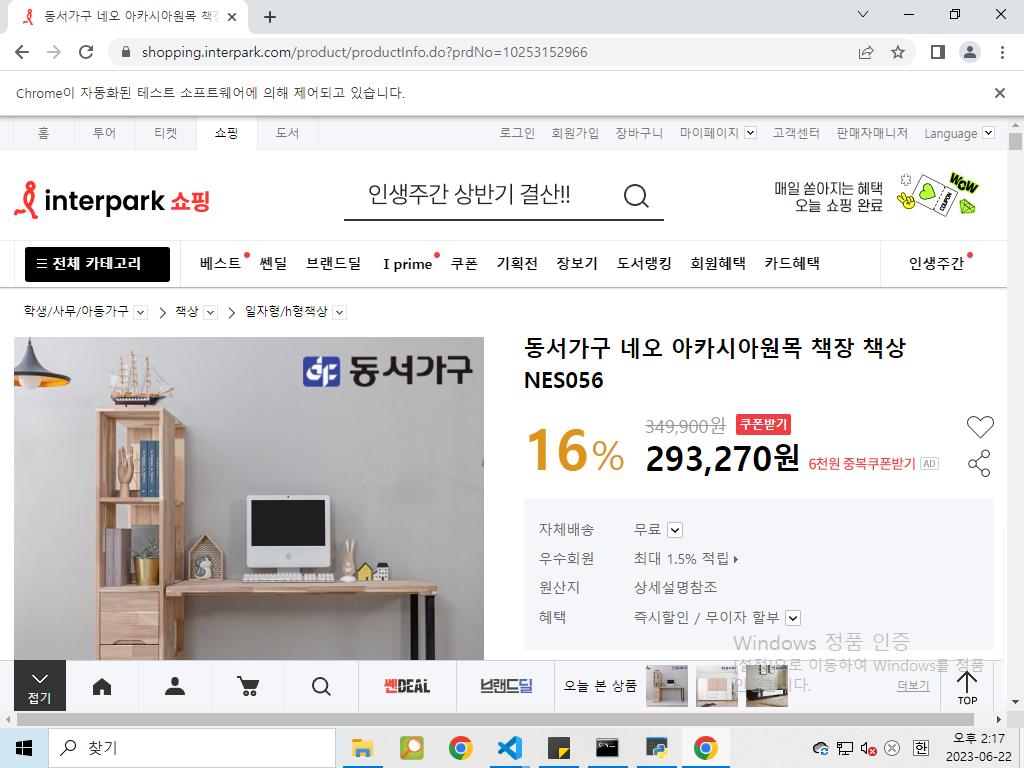 동서가구 네오 아카시아원목 책장
shopping.interpark.com/product/productInfo.do?prdNo=10253152966
Chrome이 자동화된 테스트 소프트웨어에 의해 제어되고 있습니다.
홈 투어 티켓 쇼핑 도서 로그인 회원가입 장바구니 마이페이지 고객센터 판매자매니저 Language
interpark 쇼핑
인생주간 상반기 결산!!
매일 쏟아지는 혜택
오늘 쇼핑 완료
WOW
COUPON
전체 카테고리 베스트 쎈딜 브랜드딜 I prime 쿠폰 기획전 장보기 도서랭킹 회원혜택 카드혜택 인생주간
학생/사무/아동가구 책상 일자형/h형책상
동서가구
동서가구 네오 아카시아원목 책장 책상
NES056
16%
349,900원 쿠폰받기
293,270원 6천원 중복쿠폰받기 AD
자체배송 무료
우수회원 최대 1.5% 적립
원산지 상세설명참조
혜택 즉시할인 / 무이자 할부
Windows 정품 인증
[설정]으로 이동하여 Windows를 정품
접기 쎈DEAL 브랜드딜 오늘 본 상품 더보기 TOP
찾기
한
오후 2:17
2023-06-22